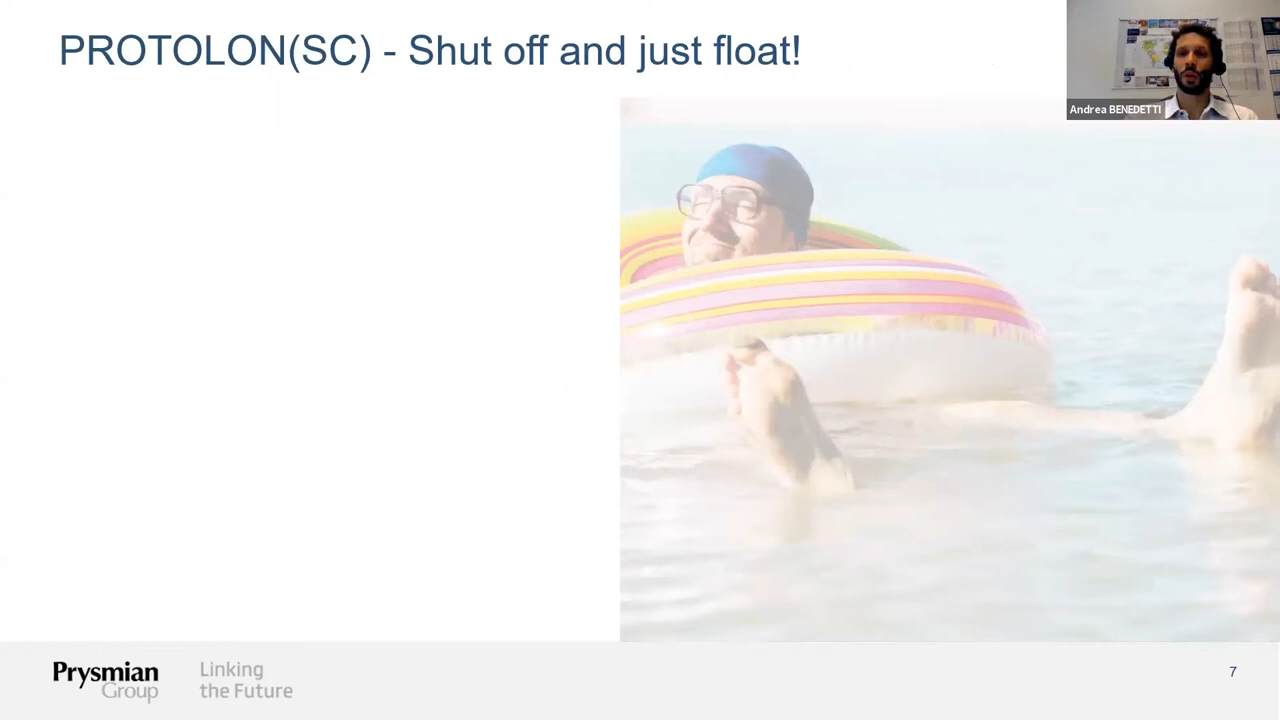 PROTOLON(SC) - Shut off and just float!
Andrea BENEDETTI
Prysmian
Group
Linking
the Future
7